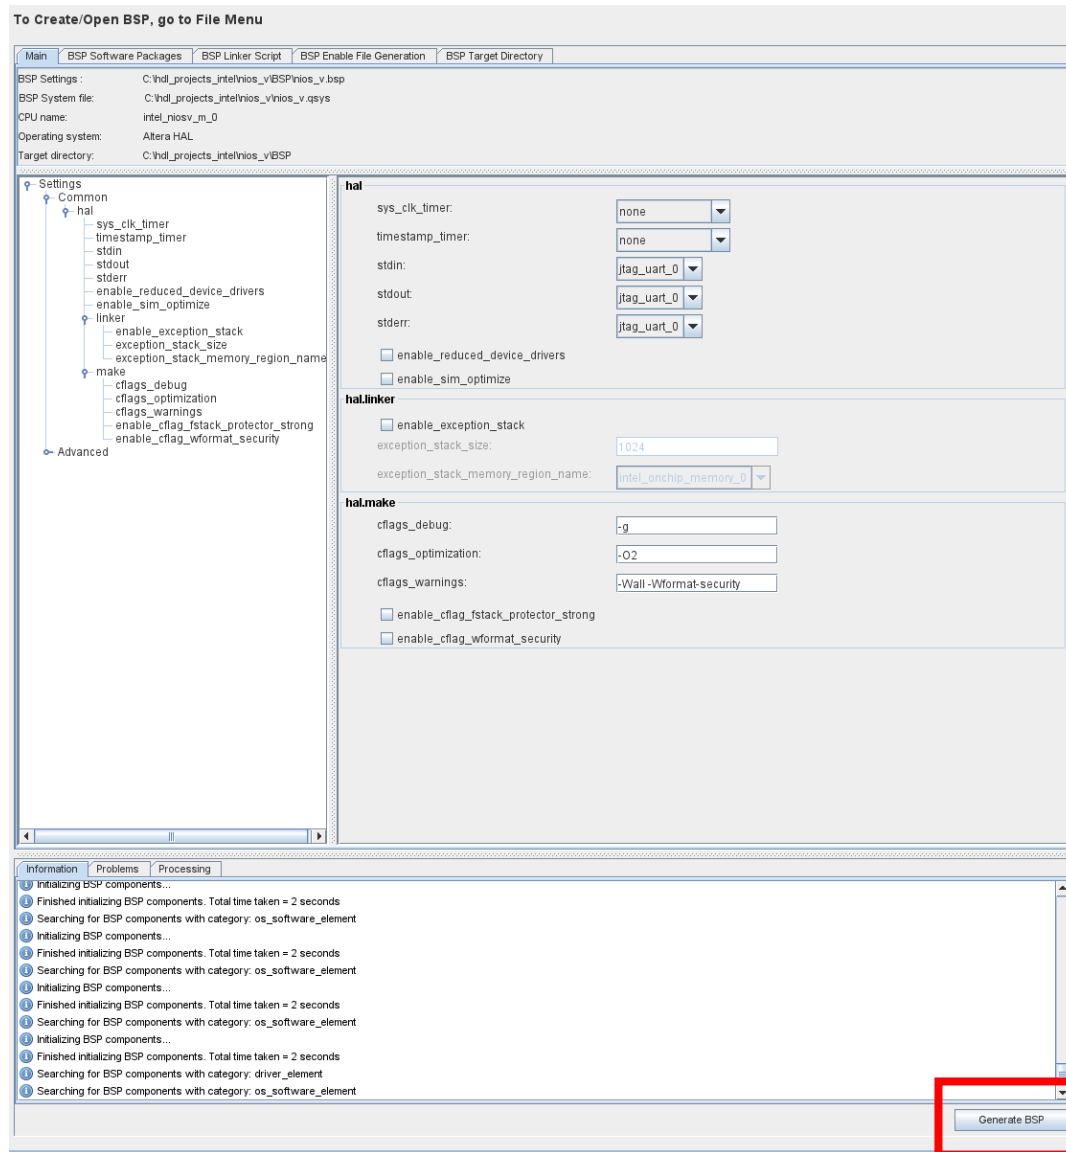 To Create/Open BSP, go to File Menu
Main BSP Software Packages BSP Linker Script BSP Enable File Generation BSP Target Directory
BSP Settings : C:\hdl_projects_intel\nios_v\BSP\nios_v.bsp
BSP System file: C:\hdl_projects_intel\nios_v\nios_v.qsys
CPU name: intel_niosv_m_0
Operating system: Altera HAL
Target directory: C:\hdl_projects_intel\nios_v\BSP
Settings
Common
hal
sys_clk_timer
timestamp_timer
stdin
stdout
stderr
enable_reduced_device_drivers
enable_sim_optimize
linker
enable_exception_stack
exception_stack_size
exception_stack_memory_region_name
make
cflags_debug
cflags_optimization
cflags_warnings
enable_cflag_fstack_protector_strong
enable_cflag_wformat_security
Advanced
hal
sys_clk_timer: none
timestamp_timer: none
stdin: jtag_uart_0
stdout: jtag_uart_0
stderr: jtag_uart_0
enable_reduced_device_drivers
enable_sim_optimize
hal.linker
enable_exception_stack
exception_stack_size: 1024
exception_stack_memory_region_name: intel_onchip_memory_0
hal.make
cflags_debug: -g
cflags_optimization: -O2
cflags_warnings: -Wall -Wformat-security
enable_cflag_fstack_protector_strong
enable_cflag_wformat_security
Information Problems Processing
Initializing BSP components...
Finished initializing BSP components. Total time taken = 2 seconds
Searching for BSP components with category: os_software_element
Initializing BSP components...
Finished initializing BSP components. Total time taken = 2 seconds
Searching for BSP components with category: os_software_element
Initializing BSP components...
Finished initializing BSP components. Total time taken = 2 seconds
Searching for BSP components with category: os_software_element
Initializing BSP components...
Finished initializing BSP components. Total time taken = 2 seconds
Searching for BSP components with category: driver_element
Searching for BSP components with category: os_software_element
Generate BSP